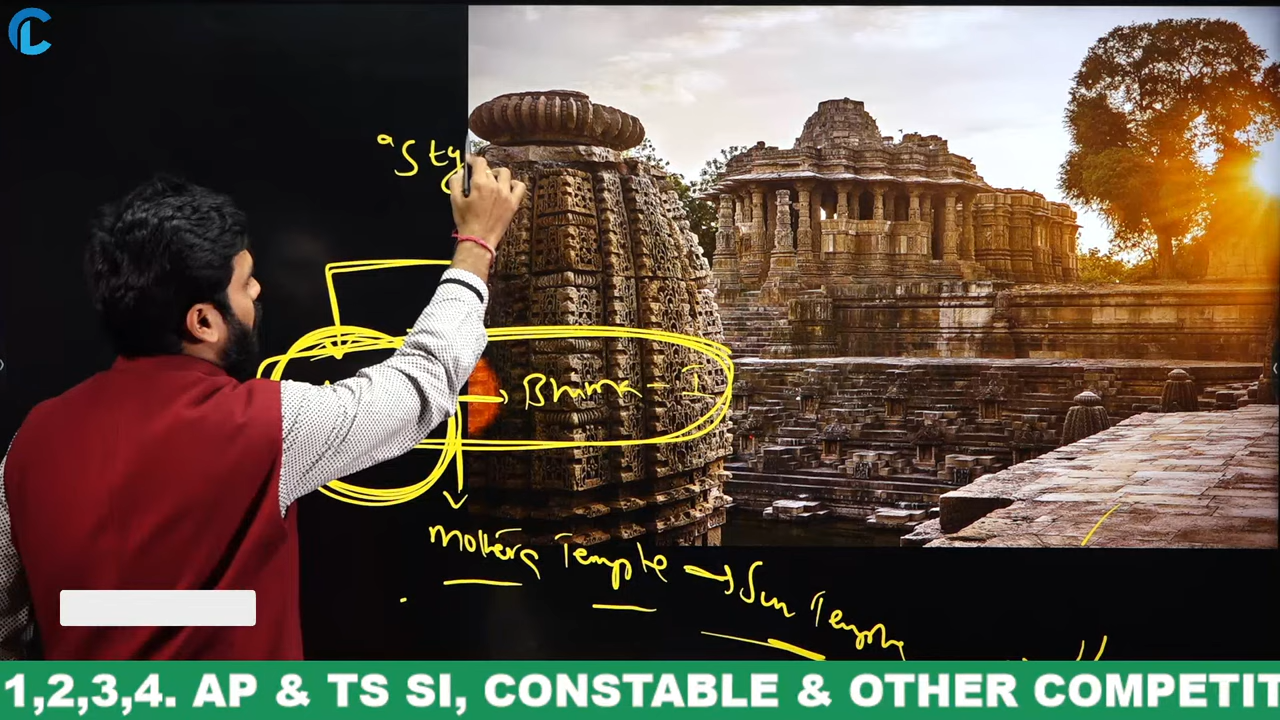 Sty
Bhima - I
Modhera Temple → Sun Temple
1,2,3,4. AP & TS SI, CONSTABLE & OTHER COMPETIT